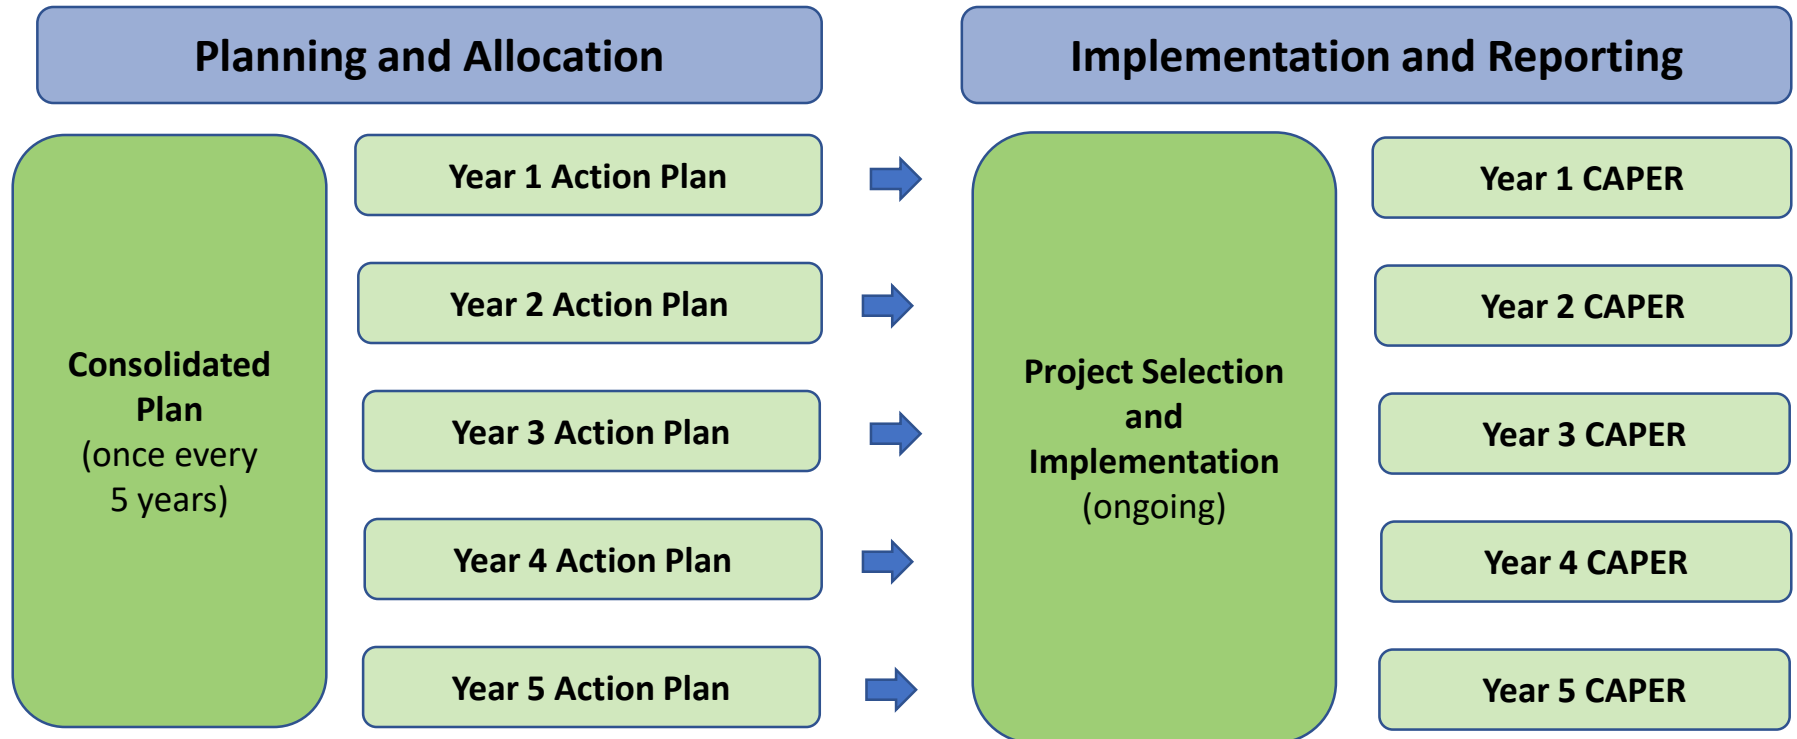 Planning and Allocation
Implementation and Reporting
Consolidated
Plan
(once every
5 years)
Year 1 Action Plan
Year 2 Action Plan
Year 3 Action Plan
Year 4 Action Plan
Year 5 Action Plan
Project Selection
and
Implementation
(ongoing)
Year 1 CAPER
Year 2 CAPER
Year 3 CAPER
Year 4 CAPER
Year 5 CAPER